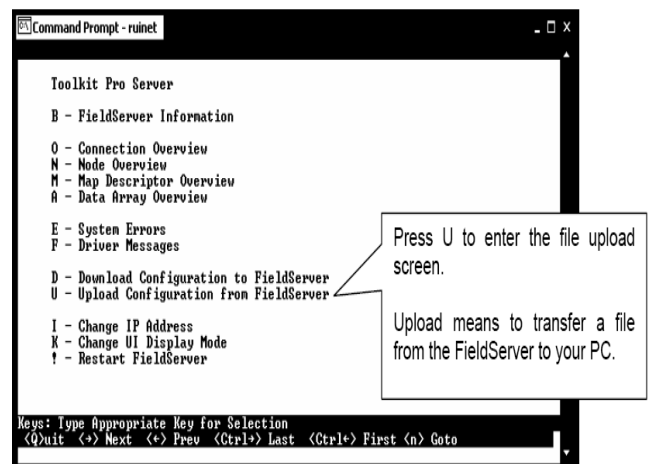 Command Prompt - ruinet
Toolkit Pro Server
B - FieldServer Information
O - Connection Overview
N - Node Overview
M - Map Descriptor Overview
A - Data Array Overview
E - System Errors
F - Driver Messages
D - Download Configuration to FieldServer
U - Upload Configuration from FieldServer
I - Change IP Address
K - Change UI Display Mode
! - Restart FieldServer
Press U to enter the file upload
screen.
Upload means to transfer a file
from the FieldServer to your PC.
Keys: Type Appropriate Key for Selection
<Q>uit <→> Next <←> Prev <Ctrl→> Last <Ctrl←> First <n> Goto